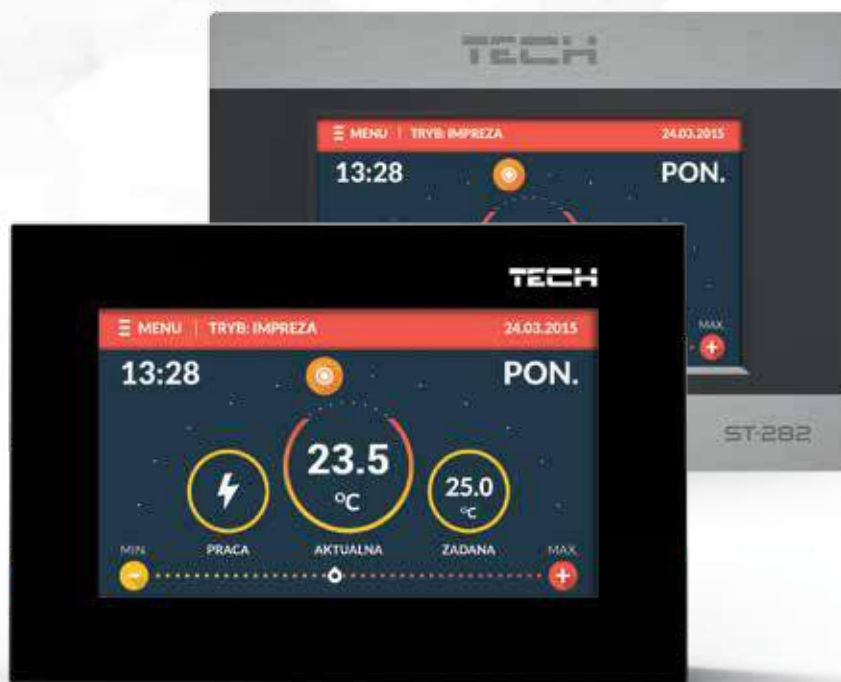 TECH
MENU | TRYB: IMPREZA 24.03.2015
13:28 PON.
MAX
ST-282
TECH
MENU | TRYB: IMPREZA 24.03.2015
13:28 PON.
23.5
°C
25.0
°C
PRACA AKTUALNA ZADANA
MIN MAX